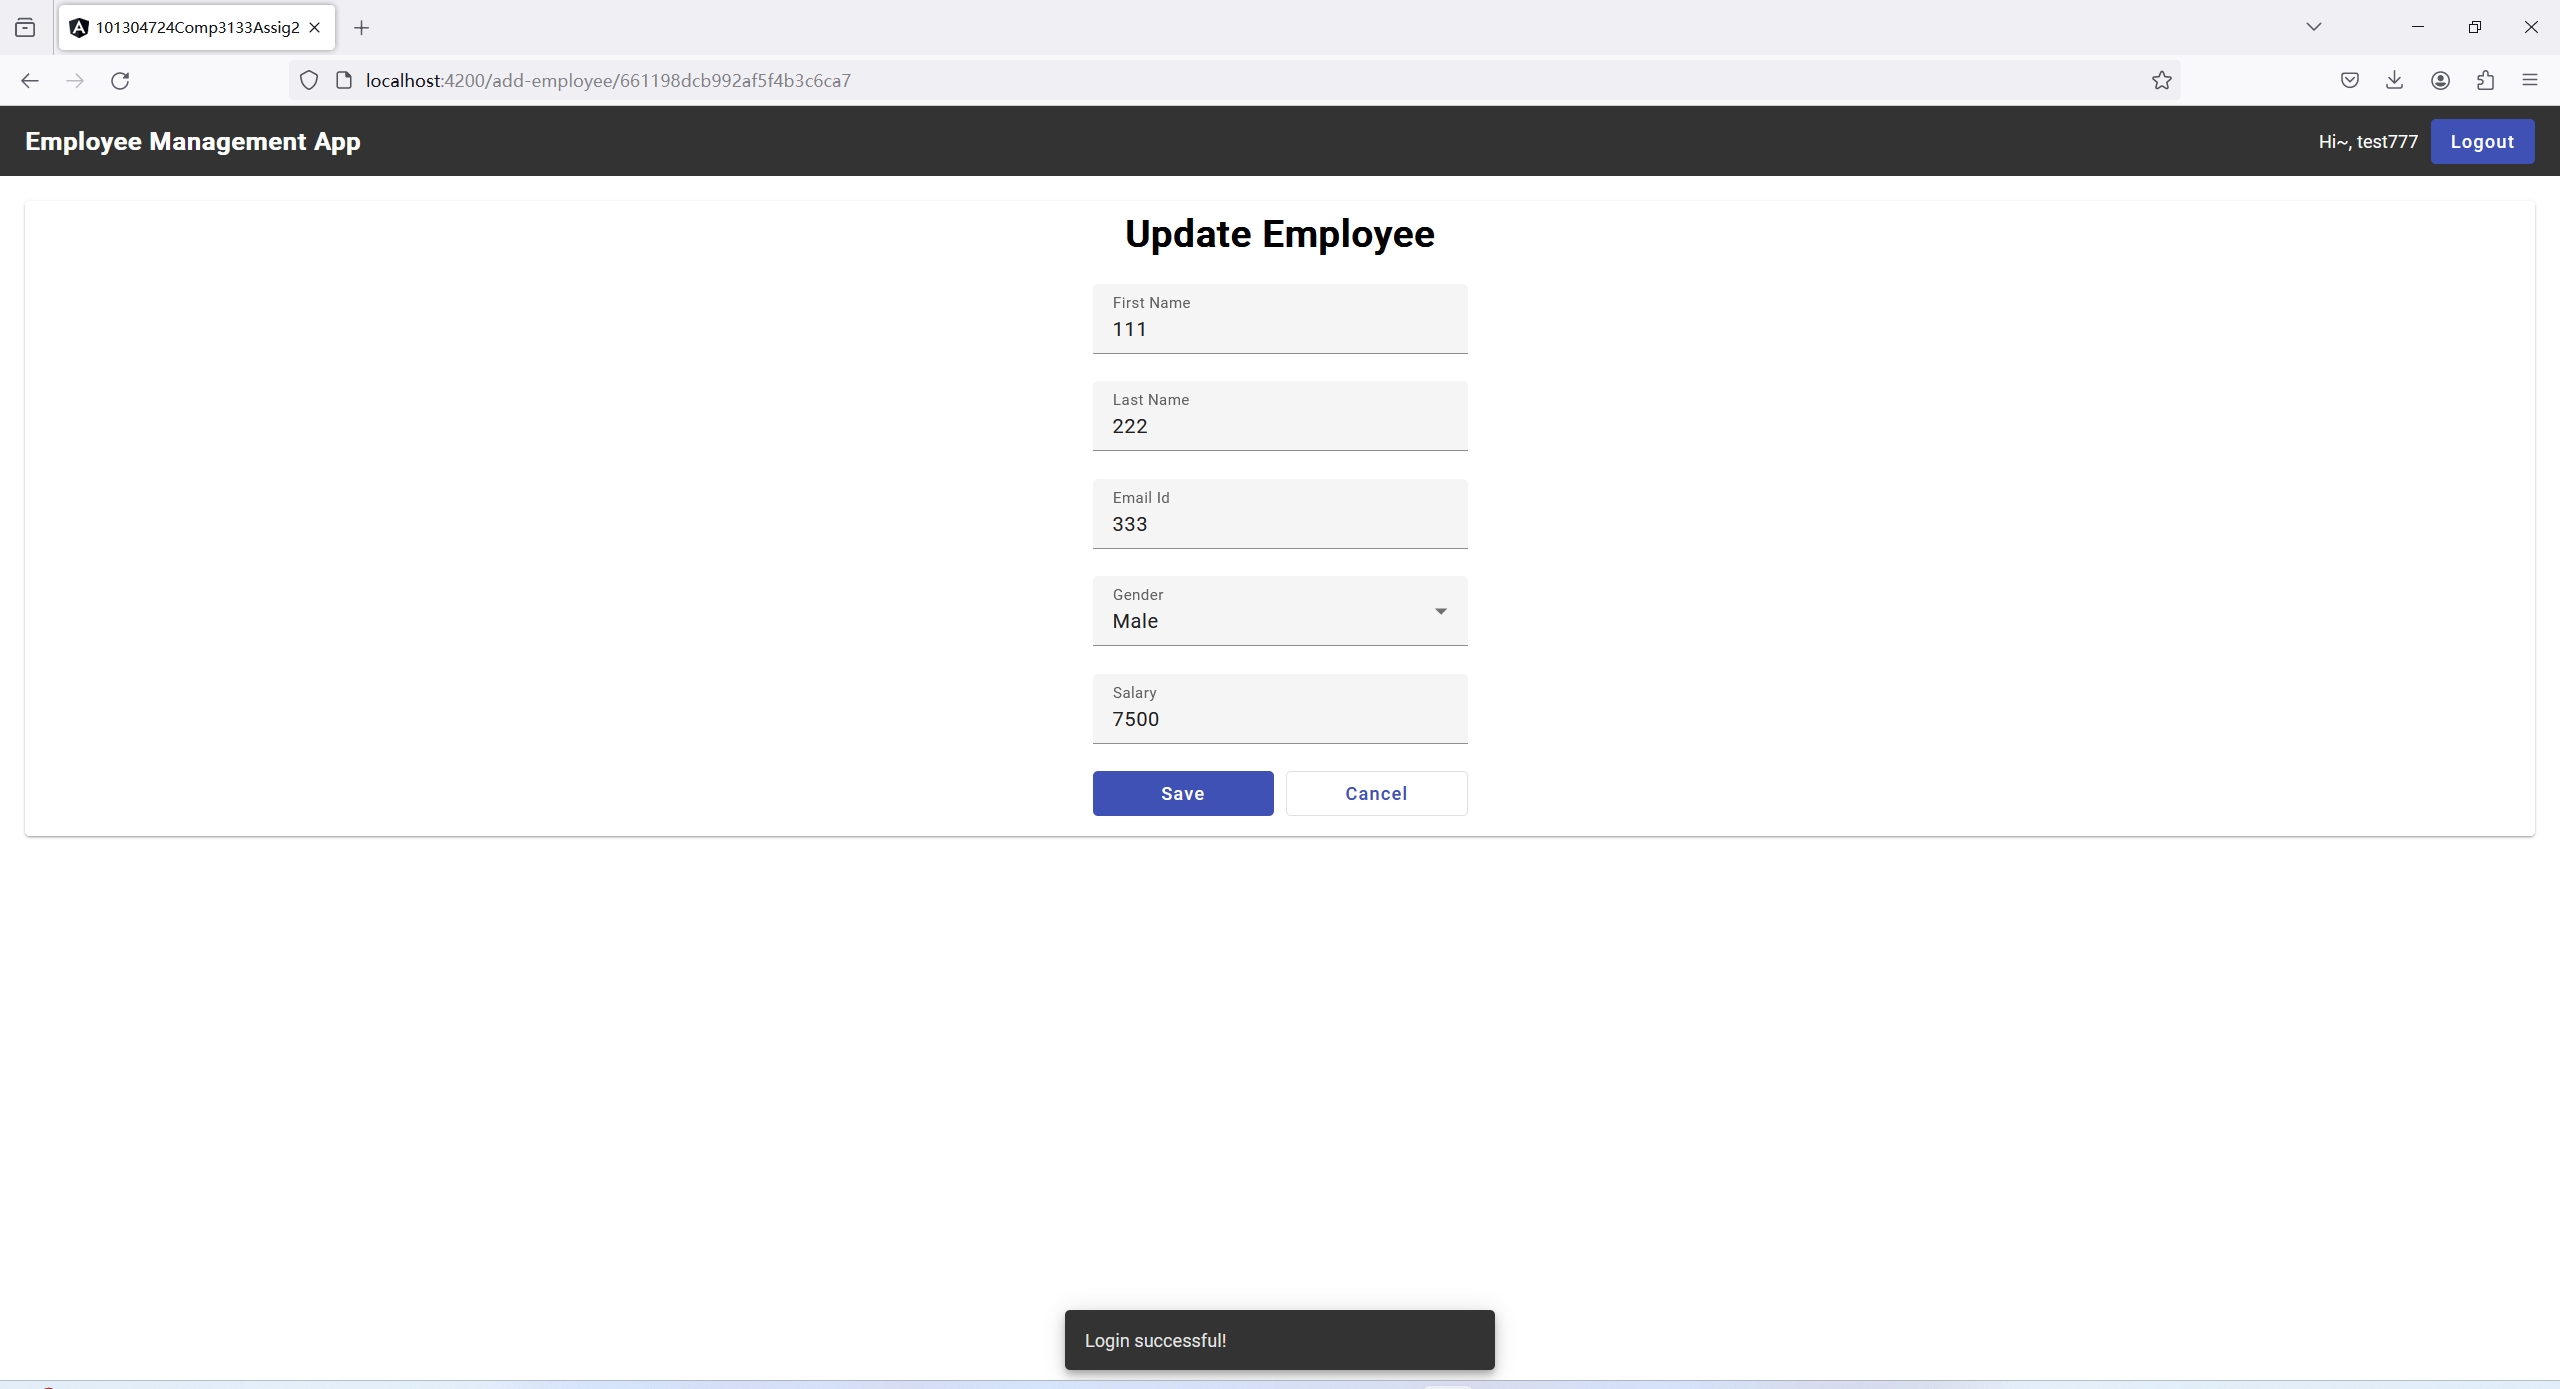 101304724Comp3133Assig2
localhost:4200/add-employee/661198dcb992af5f4b3c6ca7
Employee Management App
Hi~, test777
Logout
Update Employee
First Name
111
Last Name
222
Email Id
333
Gender
Male
Salary
7500
Save
Cancel
Login successful!